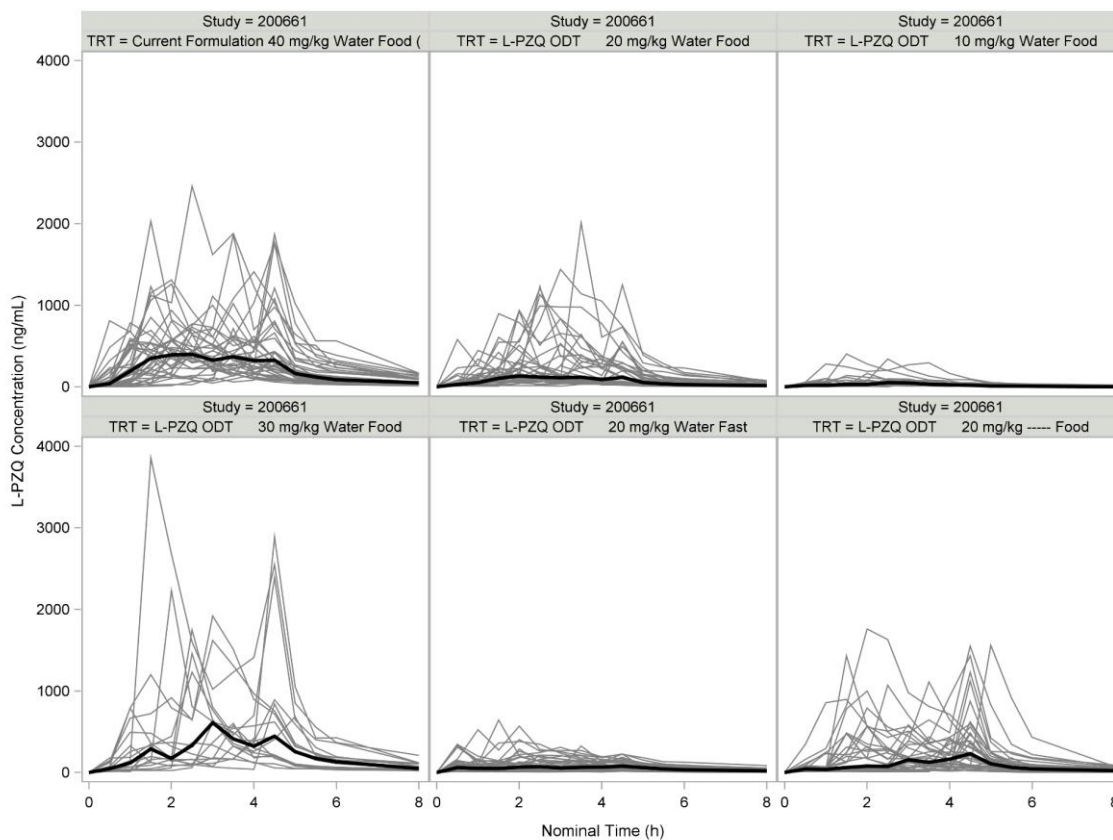 Study = 200661
TRT = Current Formulation 40 mg/kg Water Food (
Study = 200661
TRT = L-PZQ ODT 20 mg/kg Water Food
Study = 200661
TRT = L-PZQ ODT 10 mg/kg Water Food
4000
3000
2000
1000
0
Study = 200661
TRT = L-PZQ ODT 30 mg/kg Water Food
Study = 200661
TRT = L-PZQ ODT 20 mg/kg Water Fast
Study = 200661
TRT = L-PZQ ODT 20 mg/kg ----- Food
4000
3000
2000
1000
0
L-PZQ Concentration (ng/mL)
0 2 4 6 8 0 2 4 6 8 0 2 4 6 8
Nominal Time (h)